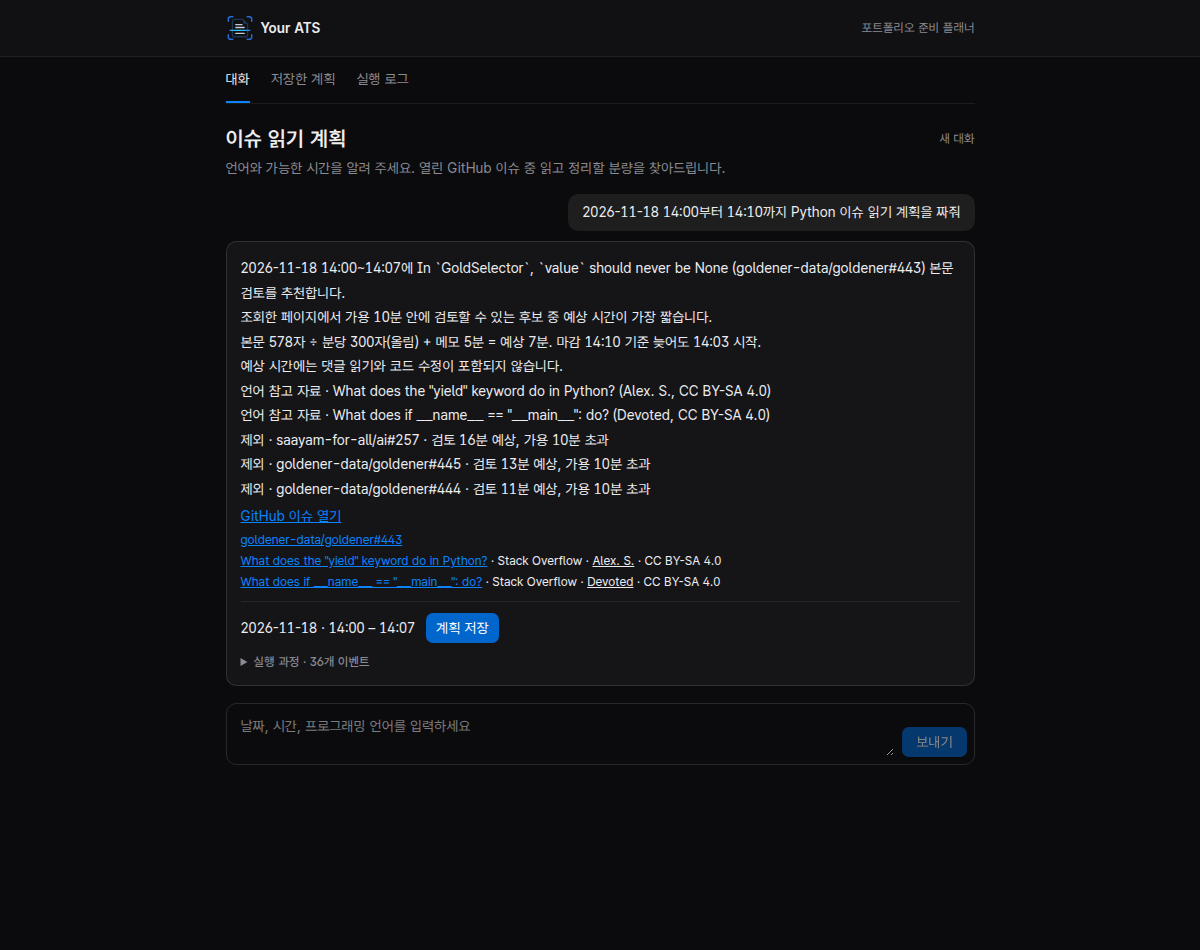 Your ATS
포트폴리오 준비 플래너
대화
저장한 계획
실행 로그
이슈 읽기 계획
새 대화
언어와 가능한 시간을 알려 주세요. 열린 GitHub 이슈 중 읽고 정리할 분량을 찾아드립니다.
2026-11-18 14:00부터 14:10까지 Python 이슈 읽기 계획을 짜줘
2026-11-18 14:00~14:07에 In `GoldSelector`, `value` should never be None (goldener-data/goldener#443) 본문
검토를 추천합니다.
조회한 페이지에서 가용 10분 안에 검토할 수 있는 후보 중 예상 시간이 가장 짧습니다.
본문 578자 ÷ 분당 300자(올림) + 메모 5분 = 예상 7분. 마감 14:10 기준 늦어도 14:03 시작.
예상 시간에는 댓글 읽기와 코드 수정이 포함되지 않습니다.
언어 참고 자료 · What does the "yield" keyword do in Python? (Alex. S., CC BY-SA 4.0)
언어 참고 자료 · What does if __name__ == "__main__": do? (Devoted, CC BY-SA 4.0)
제외 · saayam-for-all/ai#257 · 검토 16분 예상, 가용 10분 초과
제외 · goldener-data/goldener#445 · 검토 13분 예상, 가용 10분 초과
제외 · goldener-data/goldener#444 · 검토 11분 예상, 가용 10분 초과
GitHub 이슈 열기
goldener-data/goldener#443
What does the "yield" keyword do in Python? · Stack Overflow · Alex. S. · CC BY-SA 4.0
What does if __name__ == "__main__": do? · Stack Overflow · Devoted · CC BY-SA 4.0
2026-11-18 · 14:00 – 14:07
계획 저장
▶ 실행 과정 · 36개 이벤트
날짜, 시간, 프로그래밍 언어를 입력하세요
보내기